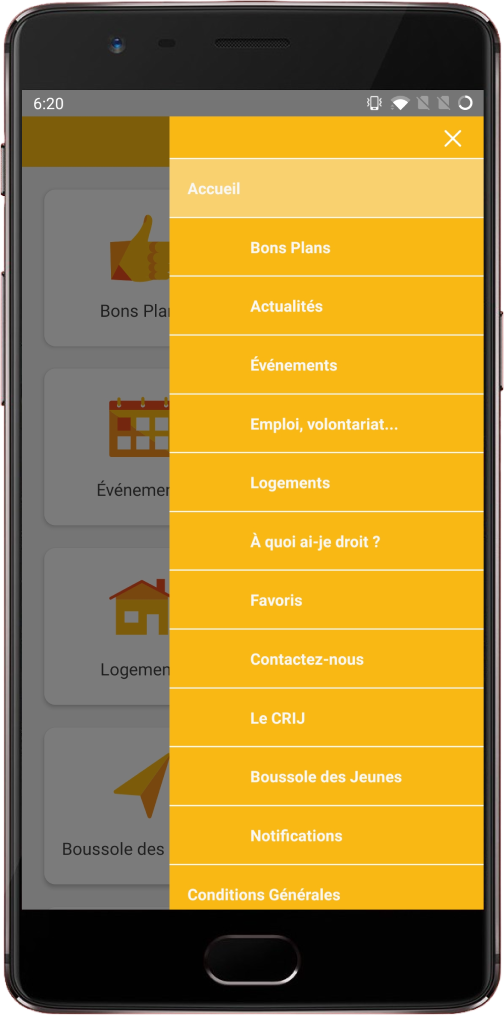 6:20
Accueil
Bons Plans
Actualités
Événements
Emploi, volontariat...
Logements
À quoi ai-je droit ?
Favoris
Contactez-nous
Le CRIJ
Boussole des Jeunes
Notifications
Conditions Générales
Bons Plan
Événemen
Logemen
Boussole des